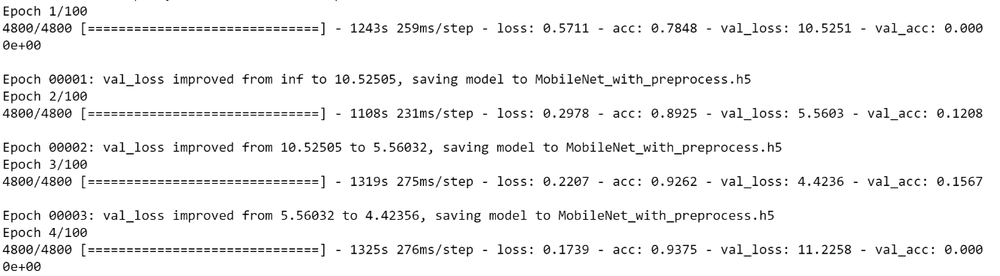 Epoch 1/100
4800/4800 [==============================] - 1243s 259ms/step - loss: 0.5711 - acc: 0.7848 - val_loss: 10.5251 - val_acc: 0.000
0e+00
Epoch 00001: val_loss improved from inf to 10.52505, saving model to MobileNet_with_preprocess.h5
Epoch 2/100
4800/4800 [==============================] - 1108s 231ms/step - loss: 0.2978 - acc: 0.8925 - val_loss: 5.5603 - val_acc: 0.1208
Epoch 00002: val_loss improved from 10.52505 to 5.56032, saving model to MobileNet_with_preprocess.h5
Epoch 3/100
4800/4800 [==============================] - 1319s 275ms/step - loss: 0.2207 - acc: 0.9262 - val_loss: 4.4236 - val_acc: 0.1567
Epoch 00003: val_loss improved from 5.56032 to 4.42356, saving model to MobileNet_with_preprocess.h5
Epoch 4/100
4800/4800 [==============================] - 1325s 276ms/step - loss: 0.1739 - acc: 0.9375 - val_loss: 11.2258 - val_acc: 0.000
0e+00